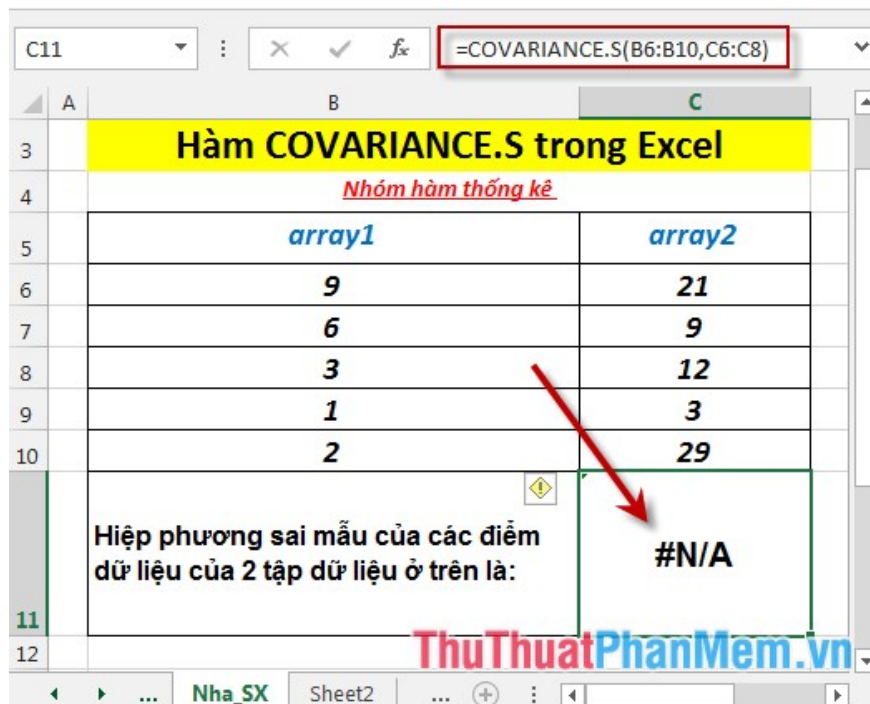 C11 fx =COVARIANCE.S(B6:B10,C6:C8)
A B C
3 Hàm COVARIANCE.S trong Excel
4 Nhóm hàm thống kê
5 array1 array2
6 9 21
7 6 9
8 3 12
9 1 3
10 2 29
Hiệp phương sai mẫu của các điểm
dữ liệu của 2 tập dữ liệu ở trên là:
#N/A
11
ThuThuatPhanMem.vn
12
... Nha_SX Sheet2 ...